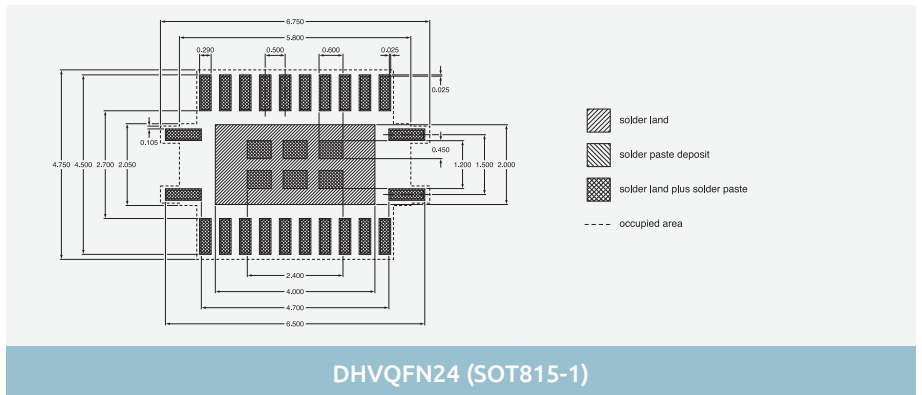 6.750
5.800
0.290 0.500 0.600 0.025
0.025
0.105
0.450
4.750 4.500 2.700 2.050
1.200 1.500 2.000
2.400
4.000
4.700
6.500
solder land
solder paste deposit
solder land plus solder paste
occupied area
DHVQFN24 (SOT815-1)